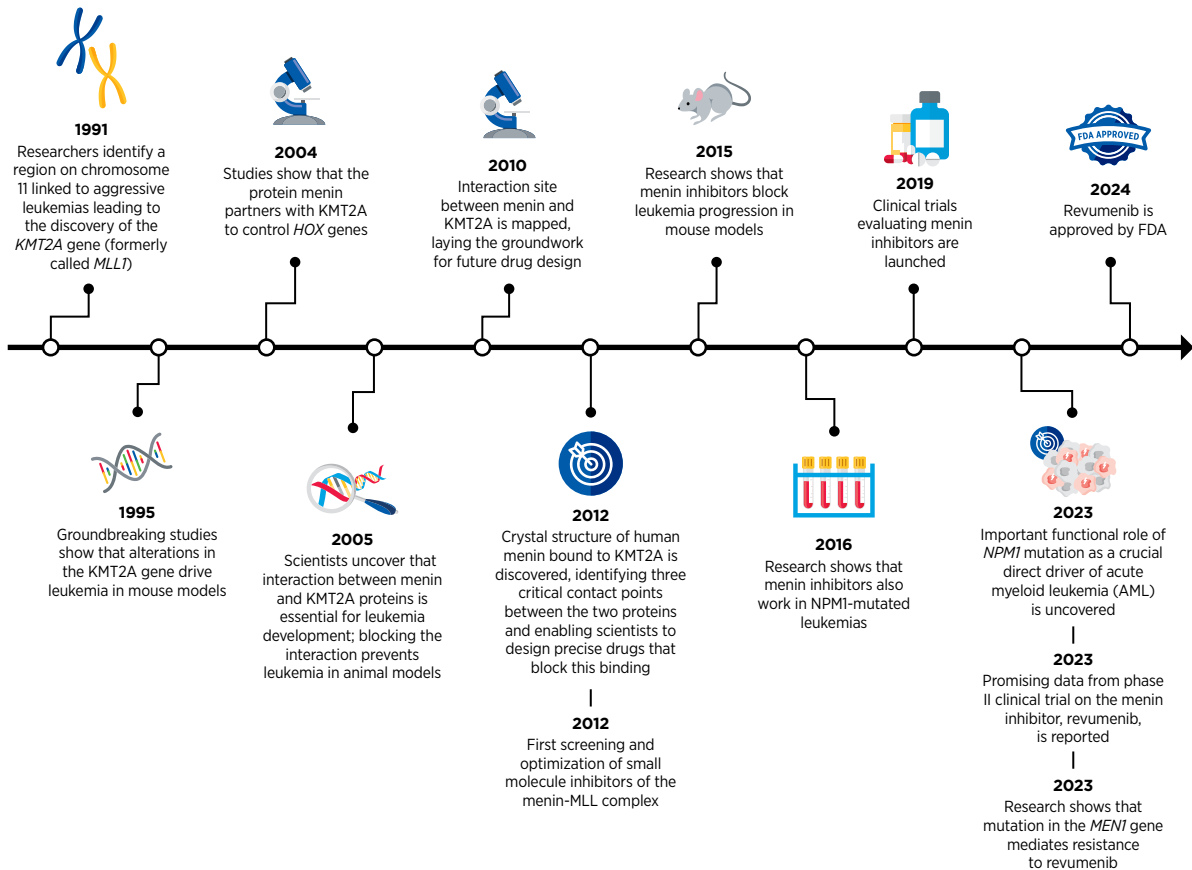 1991
Researchers identify a
region on chromosome
11 linked to aggressive
leukemias leading to
the discovery of the
KMT2A gene (formerly
called MLL1)
1995
Groundbreaking studies
show that alterations in
the KMT2A gene drive
leukemia in mouse models
2004
Studies show that the
protein menin
partners with KMT2A
to control HOX genes
2005
Scientists uncover that
interaction between menin
and KMT2A proteins is
essential for leukemia
development; blocking the
interaction prevents
leukemia in animal models
2010
Interaction site
between menin and
KMT2A is mapped,
laying the groundwork
for future drug design
2012
Crystal structure of human
menin bound to KMT2A is
discovered, identifying three
critical contact points
between the two proteins
and enabling scientists to
design precise drugs that
block this binding
2012
First screening and
optimization of small
molecule inhibitors of the
menin-MLL complex
2015
Research shows that
menin inhibitors block
leukemia progression in
mouse models
2016
Research shows that
menin inhibitors also
work in NPM1-mutated
leukemias
2019
Clinical trials
evaluating menin
inhibitors are
launched
2023
Important functional role of
NPM1 mutation as a crucial
direct driver of acute
myeloid leukemia (AML)
is uncovered
2023
Promising data from phase
II clinical trial on the menin
inhibitor, revumenib,
is reported
2023
Research shows that
mutation in the MEN1 gene
mediates resistance
to revumenib
FDA APPROVED
2024
Revumenib is
approved by FDA